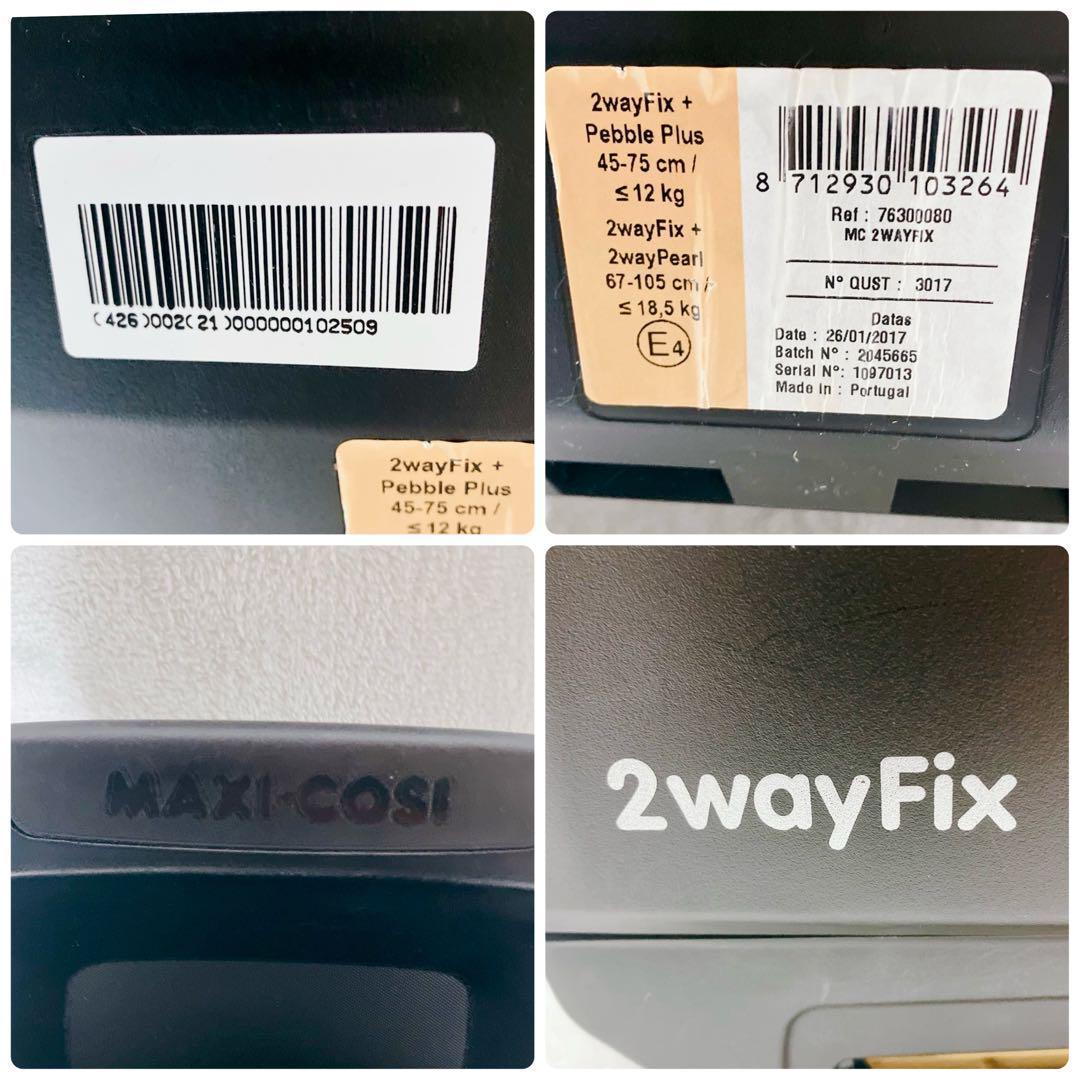 (426)002(21)000000102509
2wayFix +
Pebble Plus
45-75 cm /
≤ 12 kg
2wayFix +
Pebble Plus
45-75 cm /
≤ 12 kg
2wayFix +
2wayPearl
67-105 cm /
≤ 18,5 kg
E4
8 712930 103264
Ref : 76300080
MC 2WAYFIX
N° QUST : 3017
Datas
Date : 26/01/2017
Batch N° : 2045665
Serial N°: 1097013
Made in : Portugal
MAXI-COSI
2wayFix